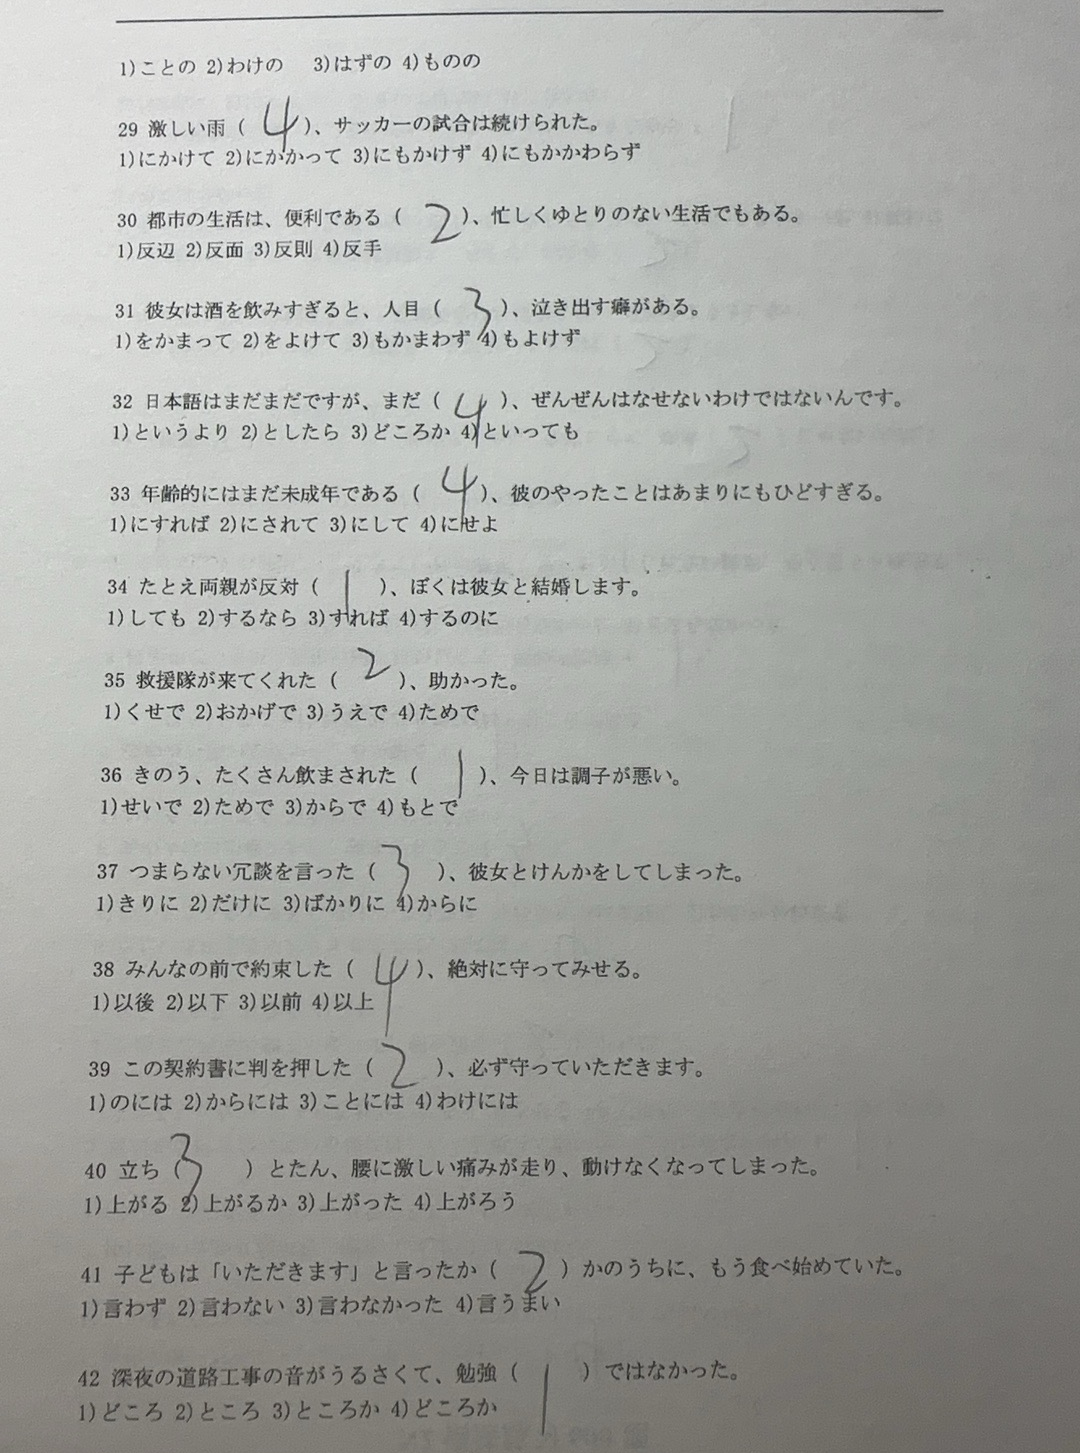 1)ことの 2)わけの 3)はずの 4)ものの
29 激しい雨( 4 )、サッカーの試合は続けられた。
1)にかけて 2)にかかって 3)にもかけず 4)にもかかわらず
30 都市の生活は、便利である( 2 )、忙しくゆとりのない生活でもある。
1)反辺 2)反面 3)反則 4)反手
31 彼女は酒を飲みすぎると、人目( 3 )、泣き出す癖がある。
1)をかまって 2)をよけて 3)もかまわず 4)もよけず
32 日本語はまだまだですが、まだ( 4 )、ぜんぜんはなせないわけではないんです。
1)というより 2)としたら 3)どころか 4)といっても
33 年齢的にはまだ未成年である( 4 )、彼のやったことはあまりにもひどすぎる。
1)にすれば 2)にされて 3)にして 4)にせよ
34 たとえ両親が反対( 1 )、ぼくは彼女と結婚します。
1)しても 2)するなら 3)すれば 4)するのに
35 救援隊が来てくれた( 2 )、助かった。
1)くせで 2)おかげで 3)うえで 4)ためで
36 きのう、たくさん飲まされた( 1 )、今日は調子が悪い。
1)せいで 2)ためで 3)からで 4)もとで
37 つまらない冗談を言った( 3 )、彼女とけんかをしてしまった。
1)きりに 2)だけに 3)ばかりに 4)からに
38 みんなの前で約束した( 4 )、絶対に守ってみせる。
1)以後 2)以下 3)以前 4)以上
39 この契約書に判を押した( 2 )、必ず守っていただきます。
1)のには 2)からには 3)ことには 4)わけには
40 立ち( 3 )とたん、腰に激しい痛みが走り、動けなくなってしまった。
1)上がる 2)上がるか 3)上がった 4)上がろう
41 子どもは「いただきます」と言ったか( 2 )かのうちに、もう食べ始めていた。
1)言わず 2)言わない 3)言わなかった 4)言うまい
42 深夜の道路工事の音がうるさくて、勉強( 1 )ではなかった。
1)どころ 2)ところ 3)ところか 4)どころか